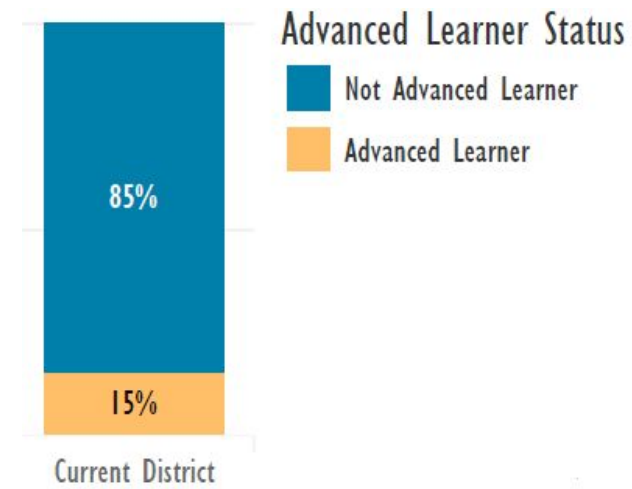 Advanced Learner Status
Not Advanced Learner
Advanced Learner
85%
15%
Current District